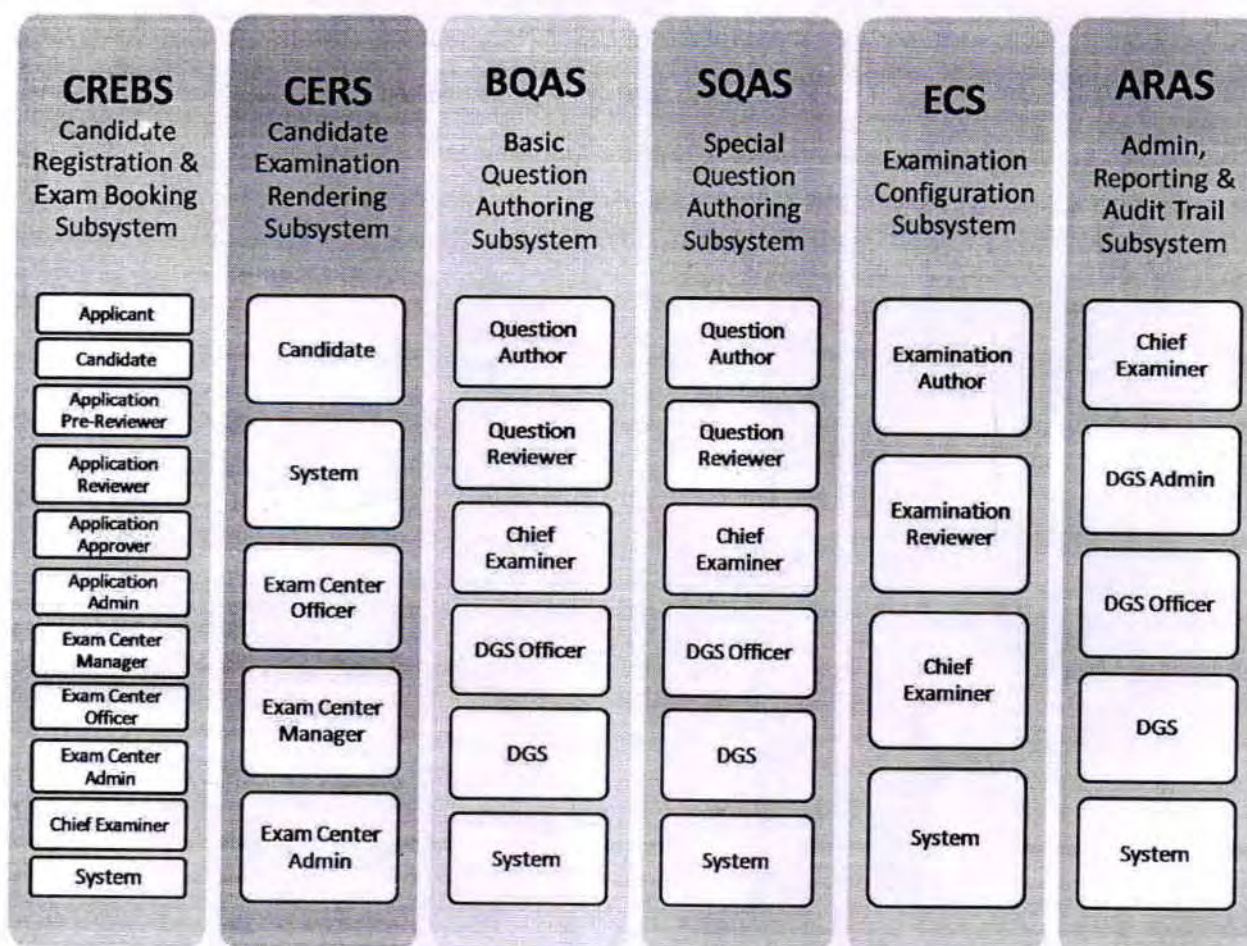 CREBS
Candidate
Registration &
Exam Booking
Subsystem
Applicant
Candidate
Application
Pre-Reviewer
Application
Reviewer
Application
Approver
Application
Admin
Exam Center
Manager
Exam Center
Officer
Exam Center
Admin
Chief Examiner
System
CERS
Candidate
Examination
Rendering
Subsystem
Candidate
System
Exam Center
Officer
Exam Center
Manager
Exam Center
Admin
BQAS
Basic
Question
Authoring
Subsystem
Question
Author
Question
Reviewer
Chief
Examiner
DGS Officer
DGS
System
SQAS
Special
Question
Authoring
Subsystem
Question
Author
Question
Reviewer
Chief
Examiner
DGS Officer
DGS
System
ECS
Examination
Configuration
Subsystem
Examination
Author
Examination
Reviewer
Chief
Examiner
System
ARAS
Admin,
Reporting &
Audit Trail
Subsystem
Chief
Examiner
DGS Admin
DGS Officer
DGS
System